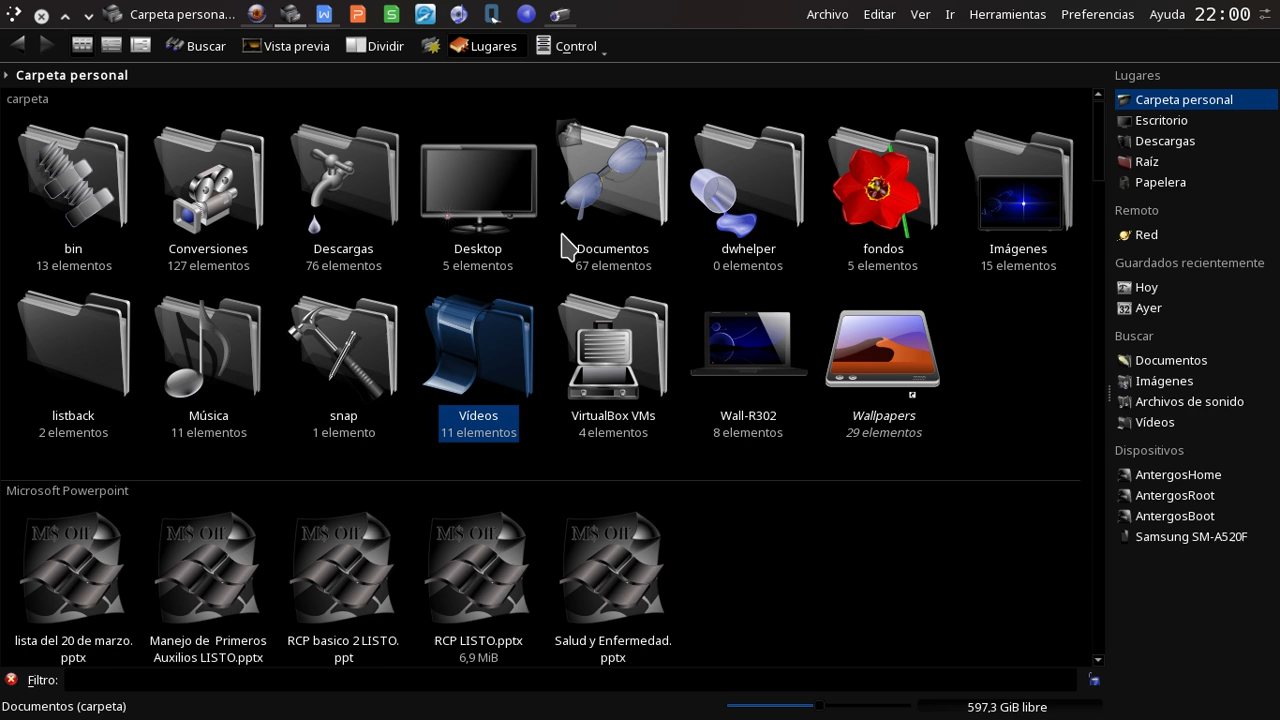 Carpeta persona...
Archivo Editar Ver Ir Herramientas Preferencias Ayuda 22:00
Buscar Vista previa Dividir Lugares Control
Carpeta personal
carpeta
bin
13 elementos
Conversiones
127 elementos
Descargas
76 elementos
Desktop
5 elementos
Documentos
67 elementos
dwhelper
0 elementos
fondos
5 elementos
Imágenes
15 elementos
listback
2 elementos
Música
11 elementos
snap
1 elemento
Vídeos
11 elementos
VirtualBox VMs
4 elementos
Wall-R302
8 elementos
Wallpapers
29 elementos
Microsoft Powerpoint
M$ Off
M$ Off
M$ Off
M$ Off
M$ Off
lista del 20 de marzo.
pptx
Manejo de Primeros
Auxilios LISTO.pptx
RCP basico 2 LISTO.
ppt
RCP LISTO.pptx
6,9 MiB
Salud y Enfermedad.
pptx
Filtro:
Documentos (carpeta)
597,3 GiB libre
Lugares
Carpeta personal
Escritorio
Descargas
Raíz
Papelera
Remoto
Red
Guardados recientemente
Hoy
Ayer
Buscar
Documentos
Imágenes
Archivos de sonido
Vídeos
Dispositivos
AntergosHome
AntergosRoot
AntergosBoot
Samsung SM-A520F